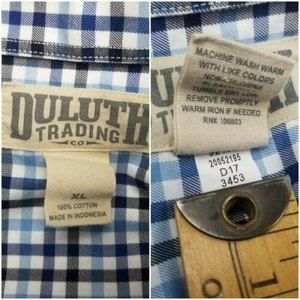 DULUTH
TRADING
CO
XL
100% COTTON
MADE IN INDONESIA
MACHINE WASH WARM
WITH LIKE COLORS
TUMBLE DRY LOW
REMOVE PROMPTLY
WARM IRON IF NEEDED
RN#: 106803
20052195
D17
3453